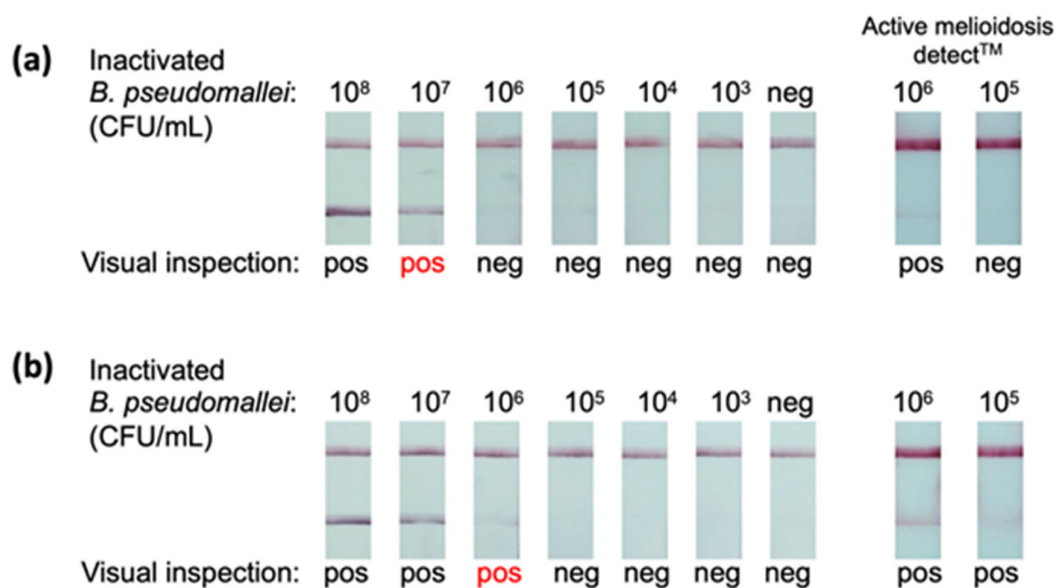 (a) Inactivated Active melioidosis
B. pseudomallei: 10⁸ 10⁷ 10⁶ 10⁵ 10⁴ 10³ neg detect™
(CFU/mL) 10⁶ 10⁵
Visual inspection: pos pos neg neg neg neg neg pos neg
(b) Inactivated
B. pseudomallei: 10⁸ 10⁷ 10⁶ 10⁵ 10⁴ 10³ neg 10⁶ 10⁵
(CFU/mL)
Visual inspection: pos pos pos neg neg neg neg pos pos